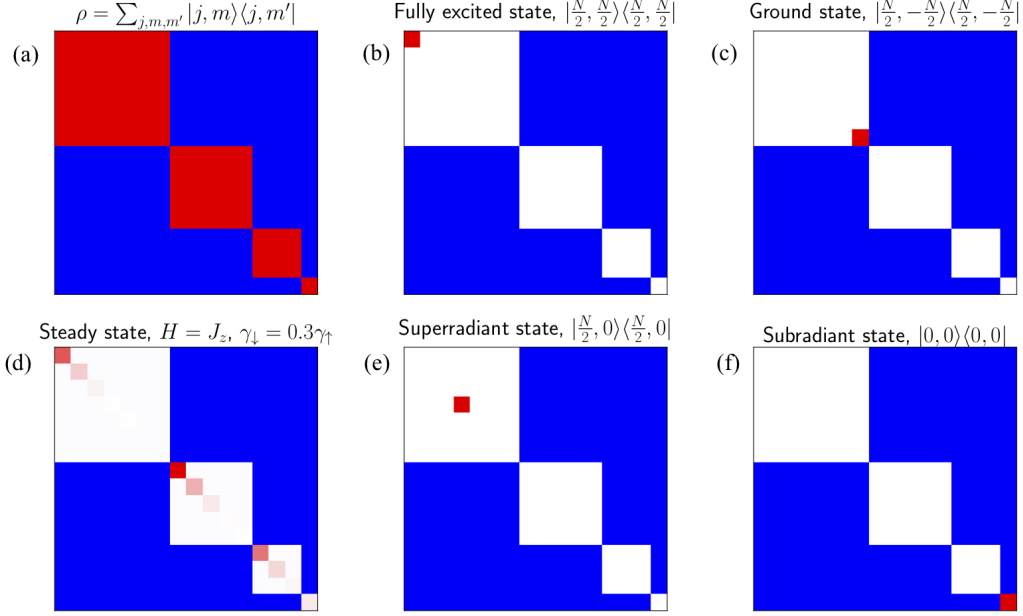 ρ = ∑_{j,m,m′} |j, m⟩⟨j, m′|
(a)
Fully excited state, |N/2, N/2⟩⟨N/2, N/2|
(b)
Ground state, |N/2, −N/2⟩⟨N/2, −N/2|
(c)
Steady state, H = J_z, γ_↓ = 0.3γ_↑
(d)
Superradiant state, |N/2, 0⟩⟨N/2, 0|
(e)
Subradiant state, |0, 0⟩⟨0, 0|
(f)